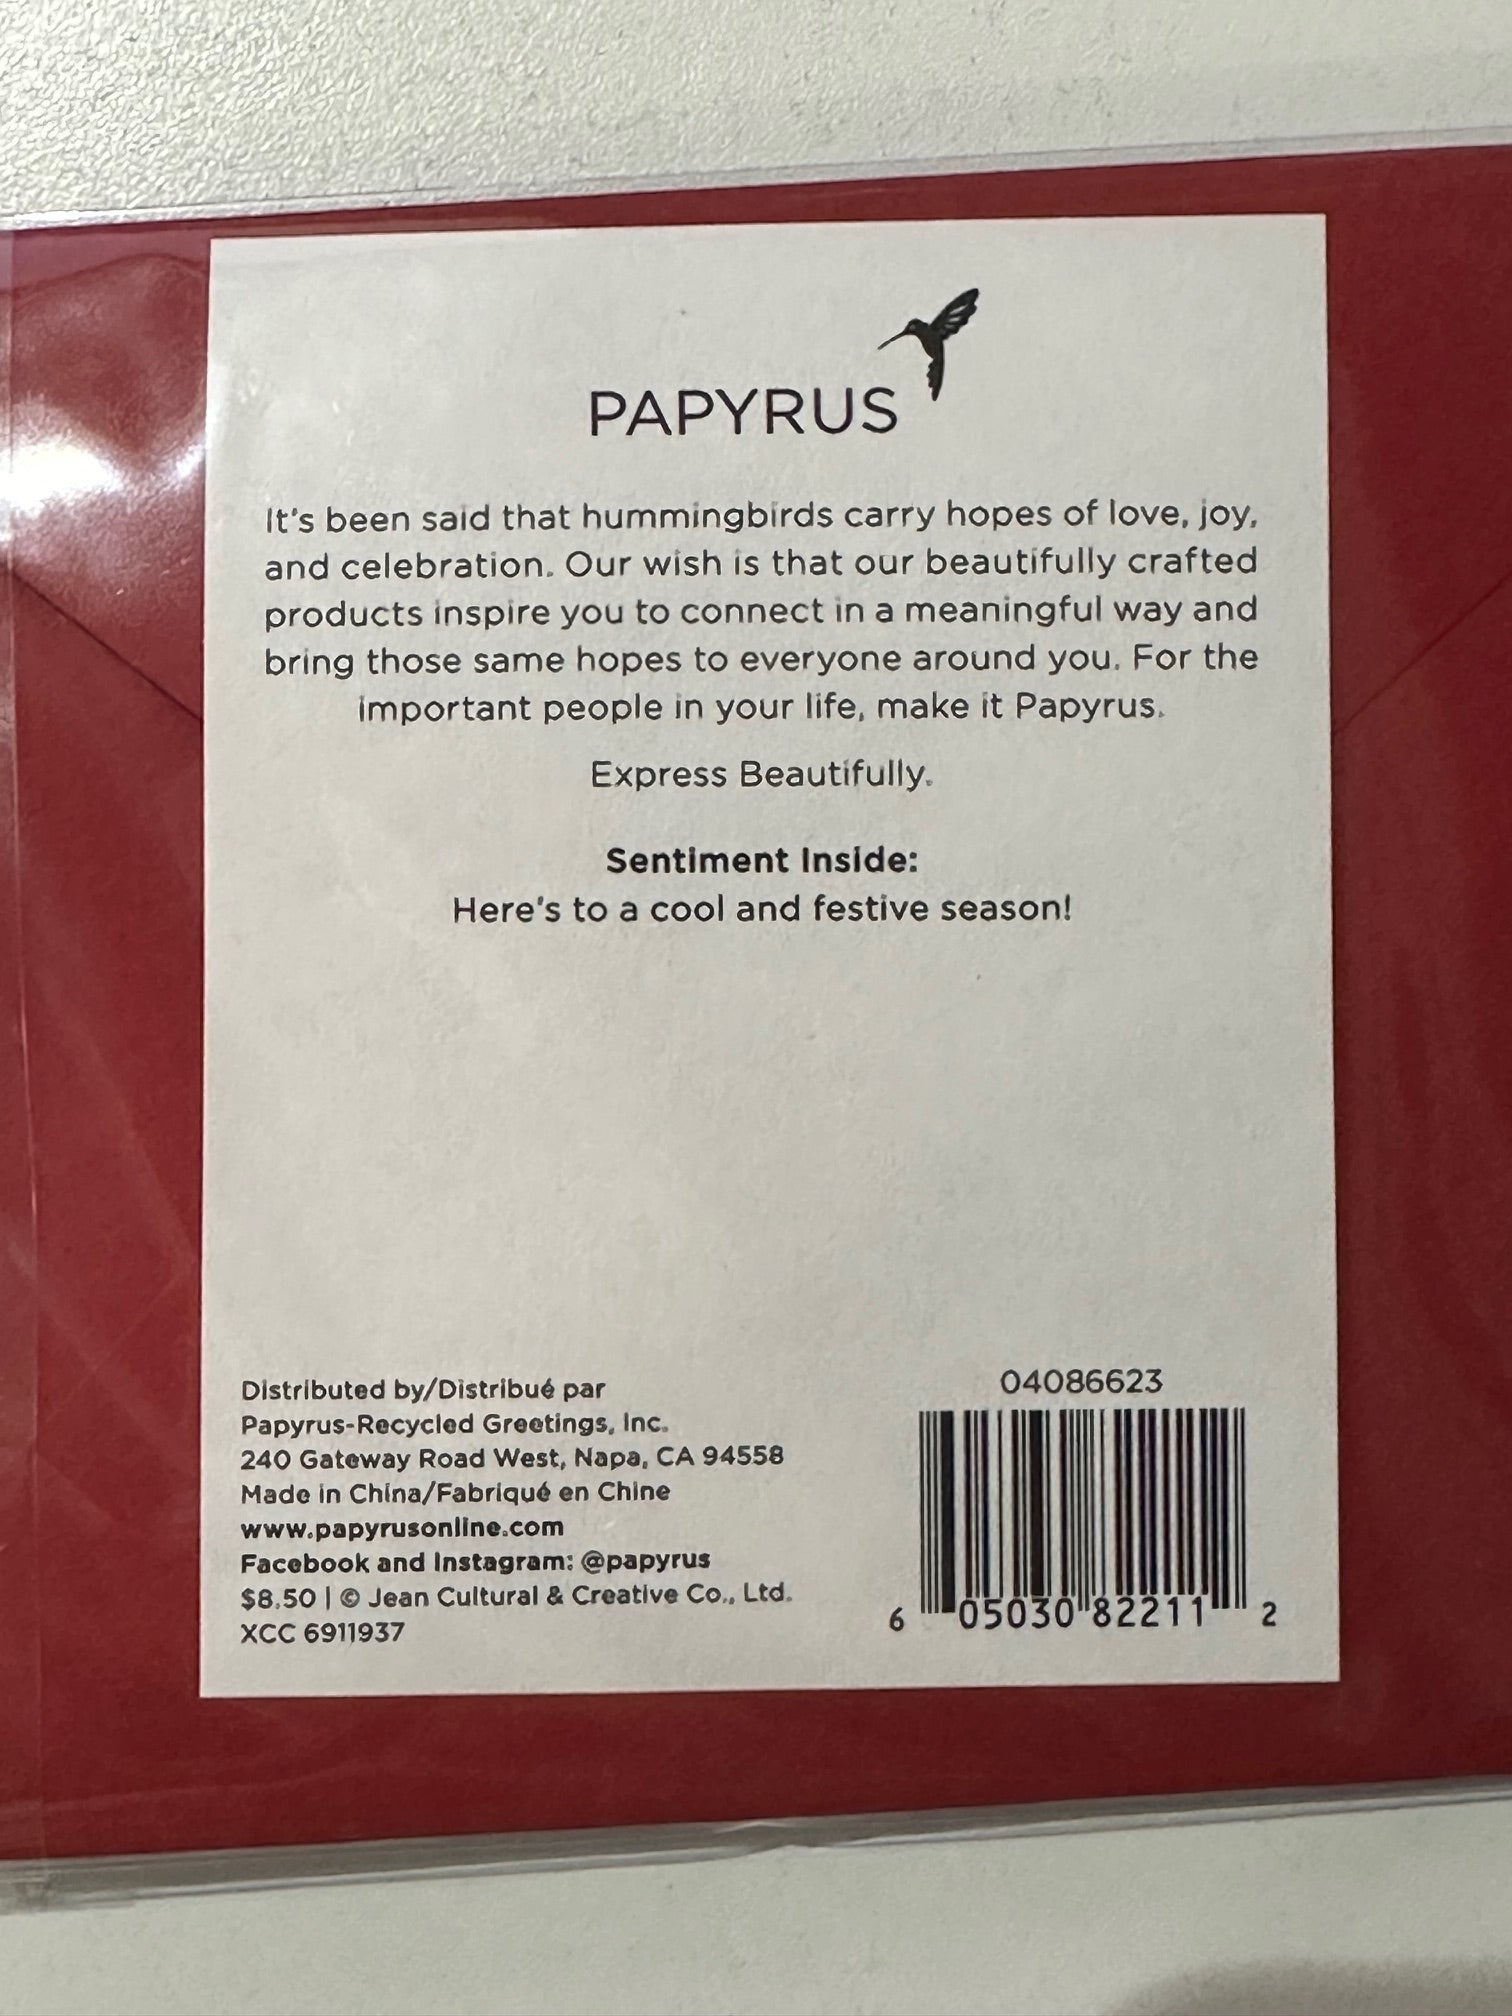 PAPYRUS
It's been said that hummingbirds carry hopes of love, joy,
and celebration. Our wish is that our beautifully crafted
products inspire you to connect in a meaningful way and
bring those same hopes to everyone around you. For the
important people in your life, make it Papyrus.
Express Beautifully.
Sentiment Inside:
Here's to a cool and festive season!
Distributed by/Distribué par
Papyrus-Recycled Greetings, Inc.
240 Gateway Road West, Napa, CA 94558
Made in China/Fabriqué en Chine
www.papyrusonline.com
Facebook and Instagram: @papyrus
$8.50 | © Jean Cultural & Creative Co., Ltd.
XCC 6911937
04086623
6 05030 82211 2